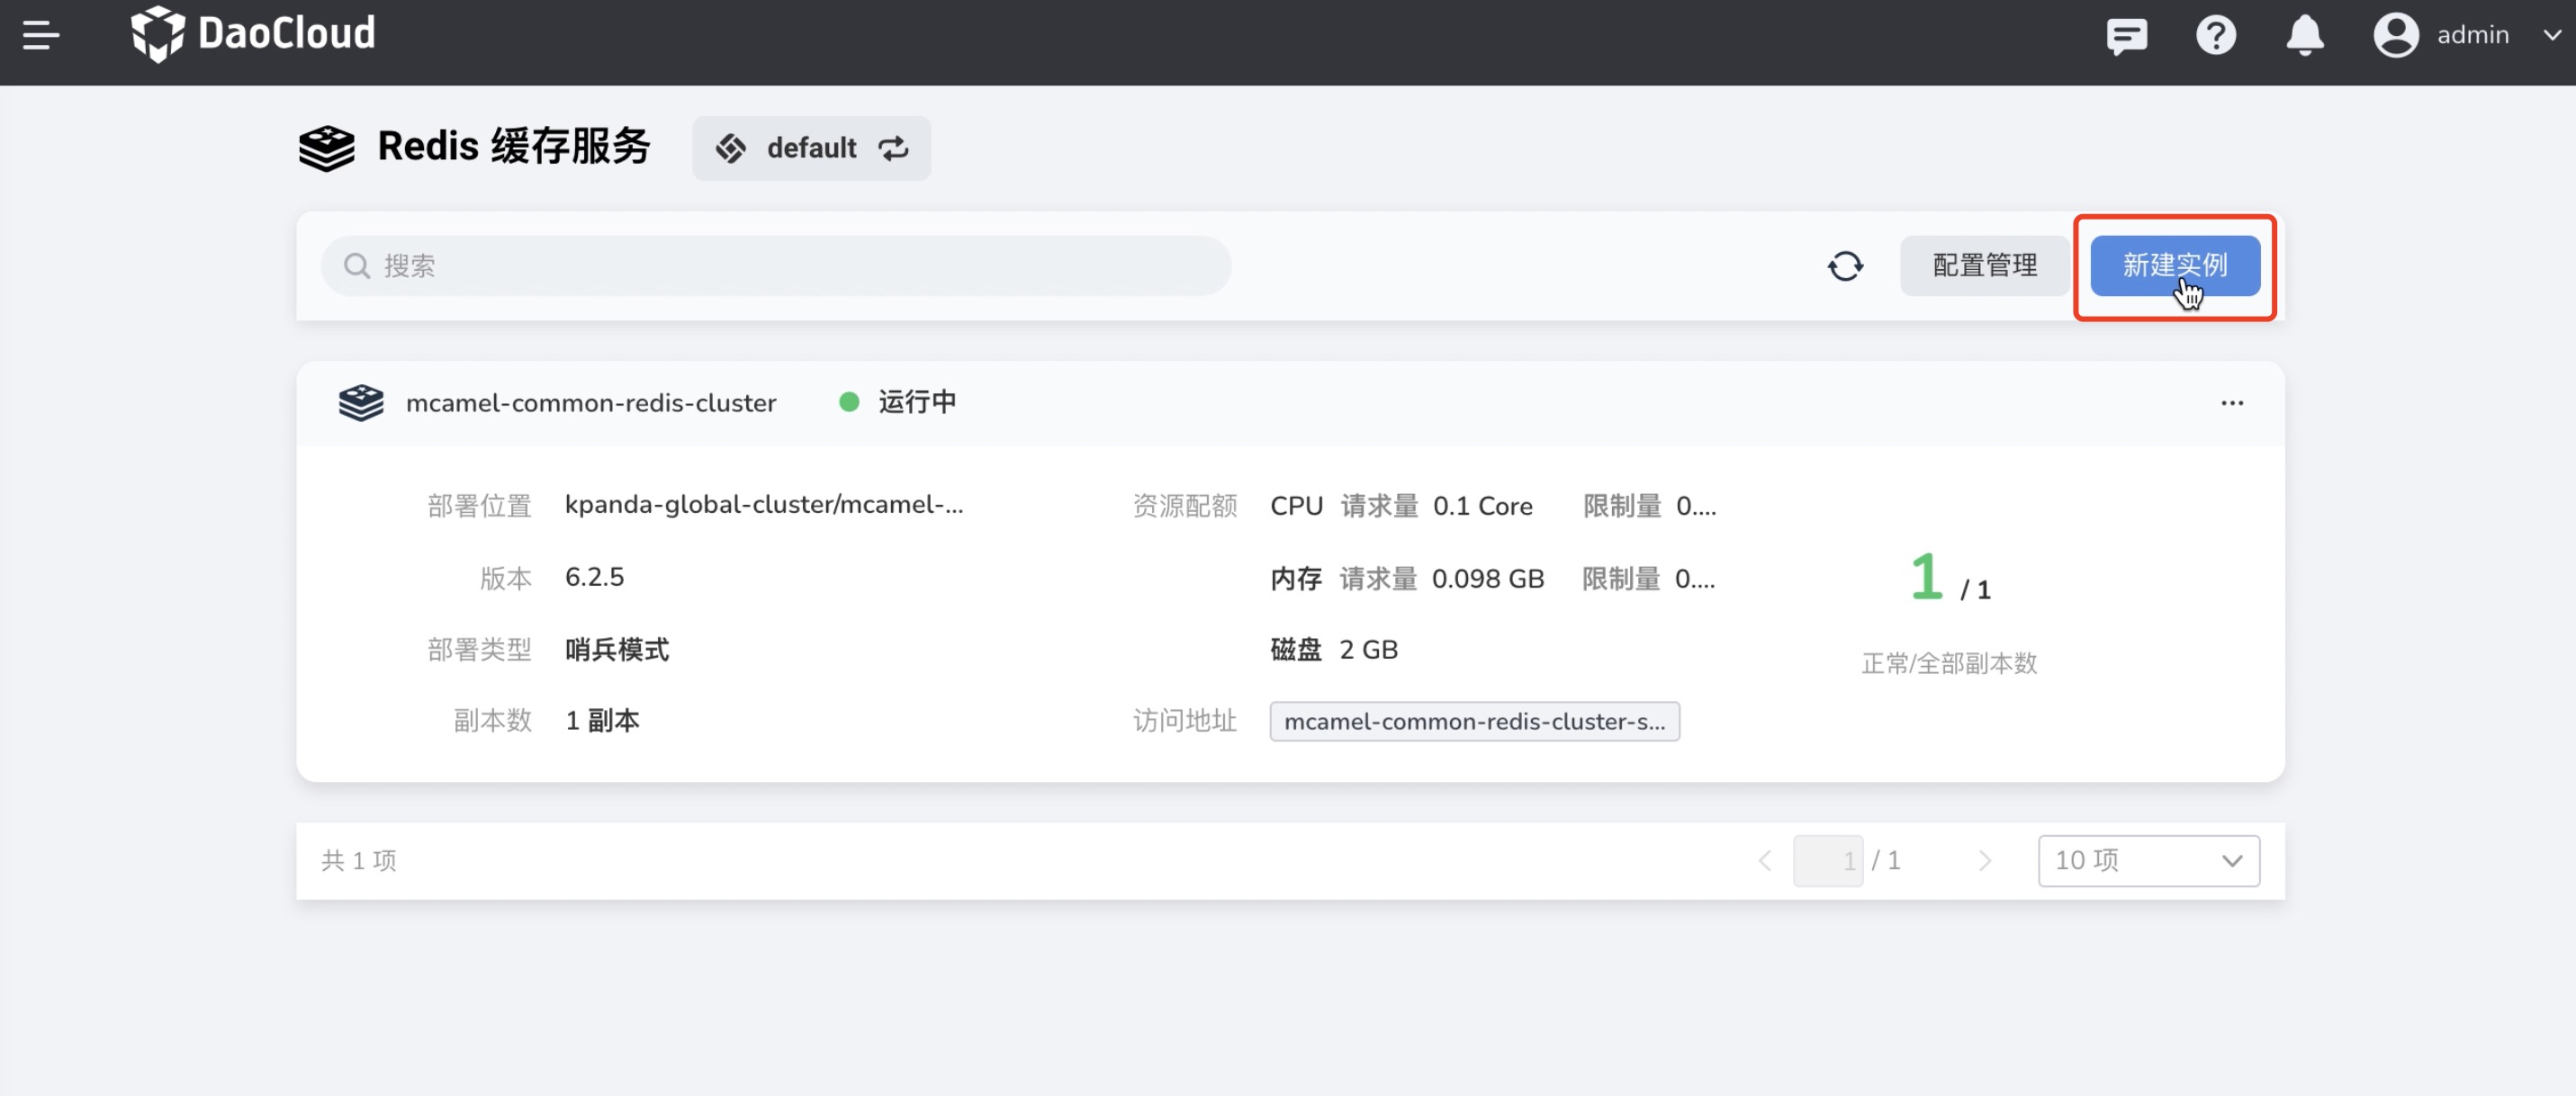 DaoCloud
admin
Redis 缓存服务
default
搜索
配置管理
新建实例
mcamel-common-redis-cluster
运行中
部署位置 kpanda-global-cluster/mcamel-...
资源配额 CPU 请求量 0.1 Core 限制量 0....
版本 6.2.5
内存 请求量 0.098 GB 限制量 0....
1 / 1
部署类型 哨兵模式
磁盘 2 GB
正常/全部副本数
副本数 1 副本
访问地址 mcamel-common-redis-cluster-s...
共 1 项
1 / 1
10 项